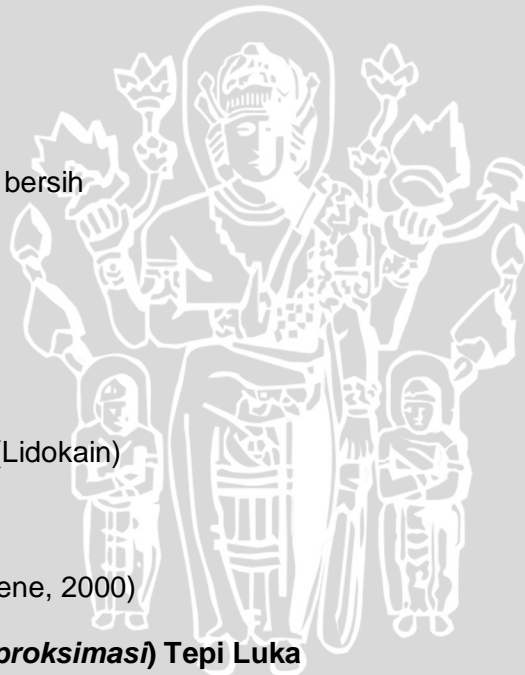 bersih
Lidokain)
ene, 2000)
proksimasi) Tepi Luka